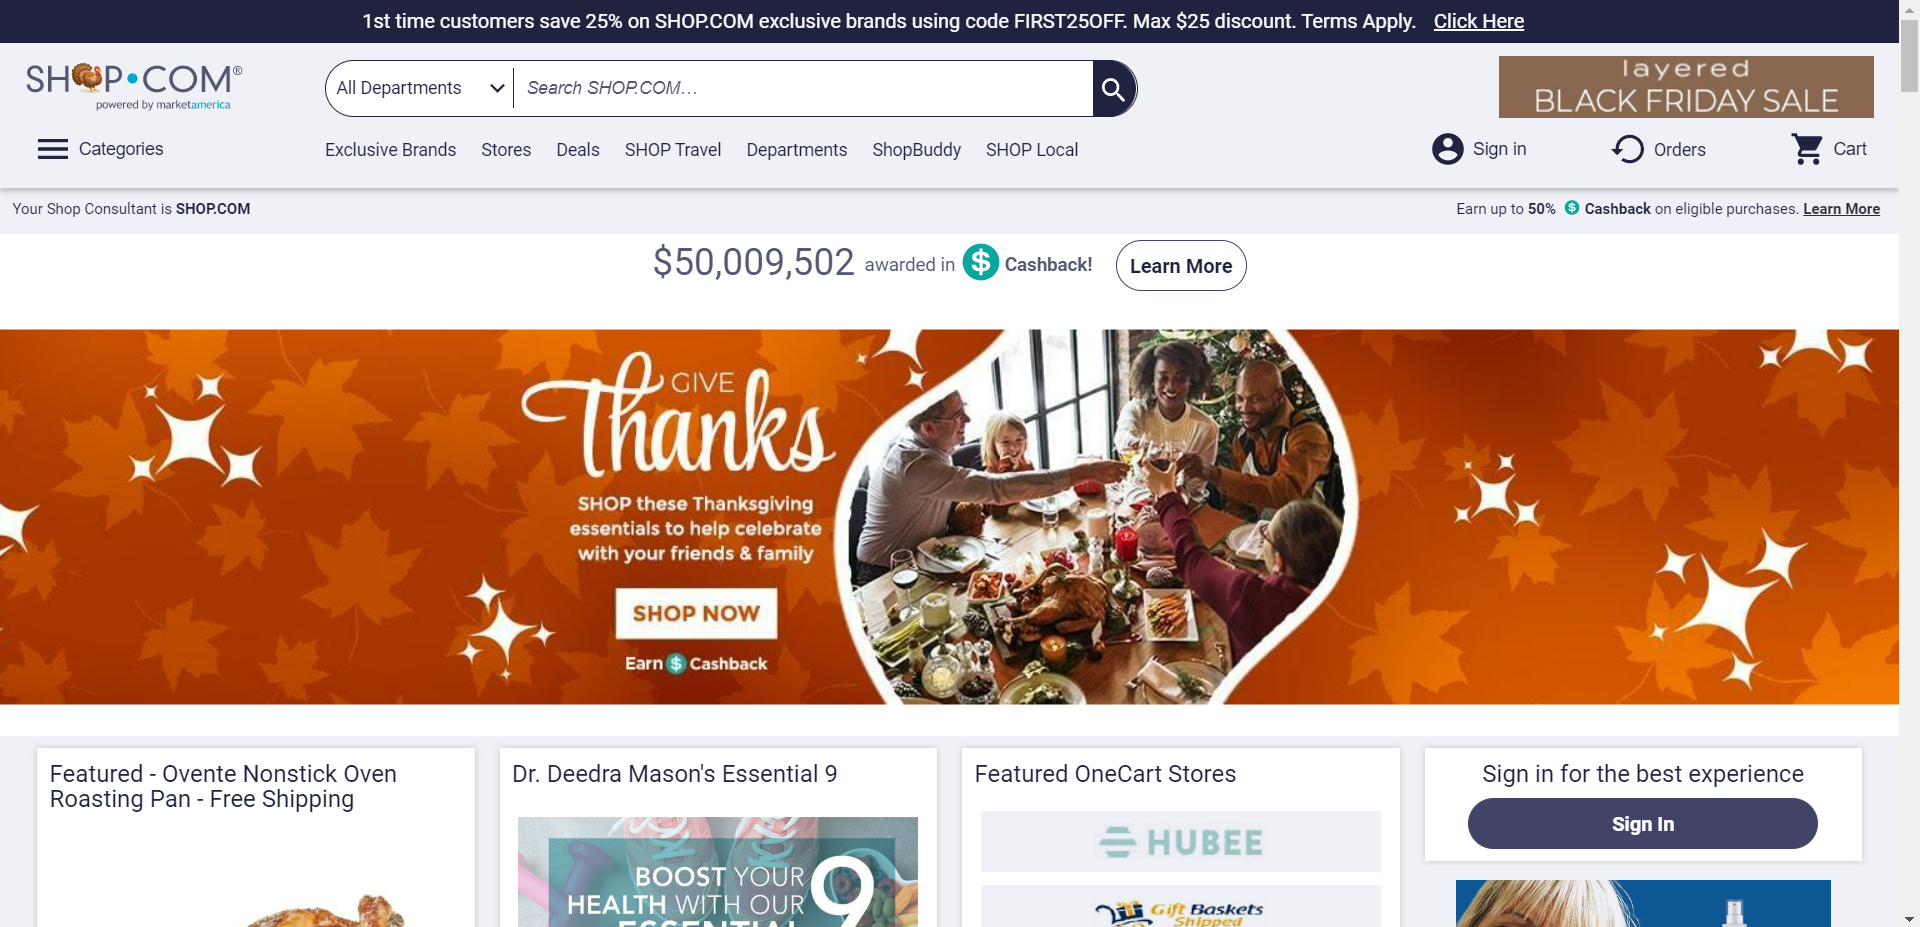 1st time customers save 25% on SHOP.COM exclusive brands using code FIRST25OFF. Max $25 discount. Terms Apply. Click Here
SHOP•COM®
powered by marketamerica
All Departments
Search SHOP.COM...
layered
BLACK FRIDAY SALE
Categories
Exclusive Brands
Stores
Deals
SHOP Travel
Departments
ShopBuddy
SHOP Local
Sign in
Orders
Cart
Your Shop Consultant is SHOP.COM
Earn up to 50% $ Cashback on eligible purchases. Learn More
$50,009,502 awarded in $ Cashback!
Learn More
GIVE
Thanks
SHOP these Thanksgiving
essentials to help celebrate
with your friends & family
SHOP NOW
Earn $ Cashback
Featured - Ovente Nonstick Oven
Roasting Pan - Free Shipping
Dr. Deedra Mason's Essential 9
BOOST YOUR
HEALTH WITH OUR
ESSENTIAL
9
Featured OneCart Stores
HUBEE
Gift Baskets
Shipped
Sign in for the best experience
Sign In